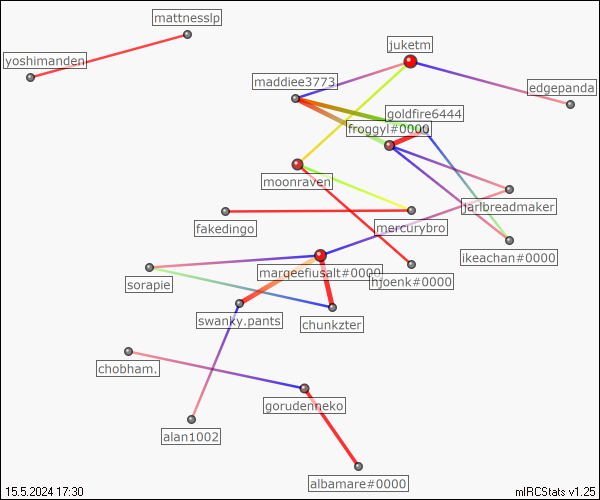 mattnesslp
juketm
yoshimanden
maddiee3773
edgepanda
goldfire6444
froggyl#0000
moonraven
jarlbreadmaker
fakedingo
mercurybro
ikeachan#0000
marqeefiusalt#0000
hjoenk#0000
sorapie
swanky.pants
chunkzter
chobham.
gorudenneko
alan1002
albamare#0000
15.5.2024 17:30
mIRCStats v1.25